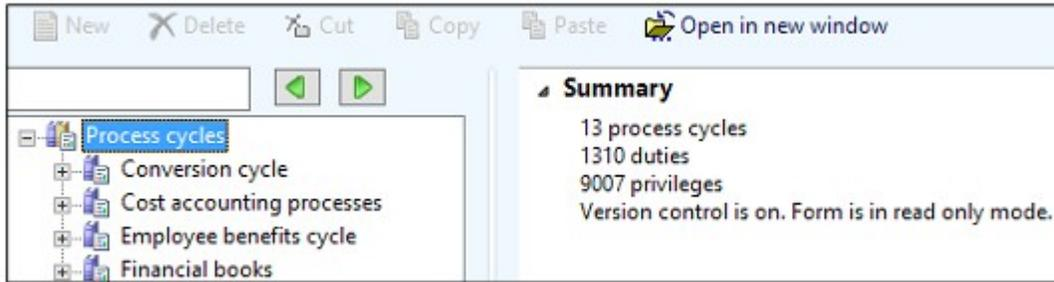 New Delete Cut Copy Paste Open in new window
Summary
13 process cycles
1310 duties
9007 privileges
Version control is on. Form is in read only mode.
Process cycles
Conversion cycle
Cost accounting processes
Employee benefits cycle
Financial books